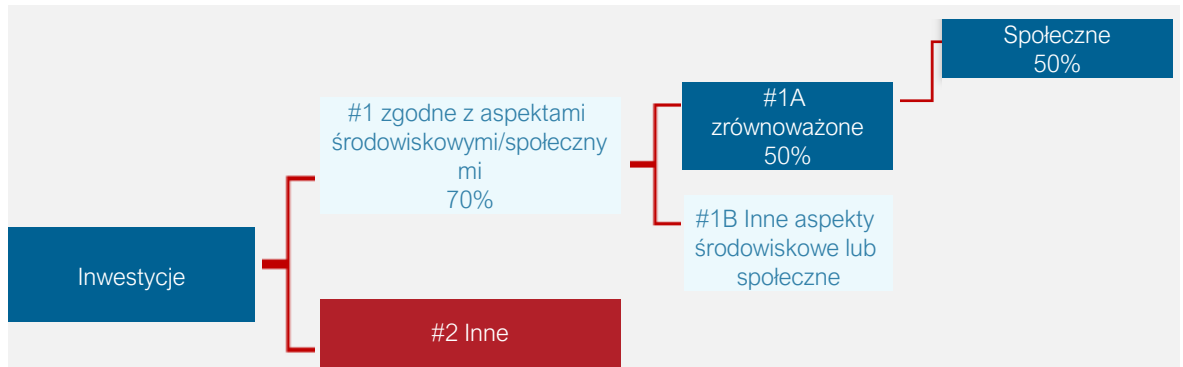 Społeczne
50%
#1A
zrównoważone
50%
#1 zgodne z aspektami
środowiskowymi/społeczny
mi
70%
#1B Inne aspekty
środowiskowe lub
społeczne
Inwestycje
#2 Inne